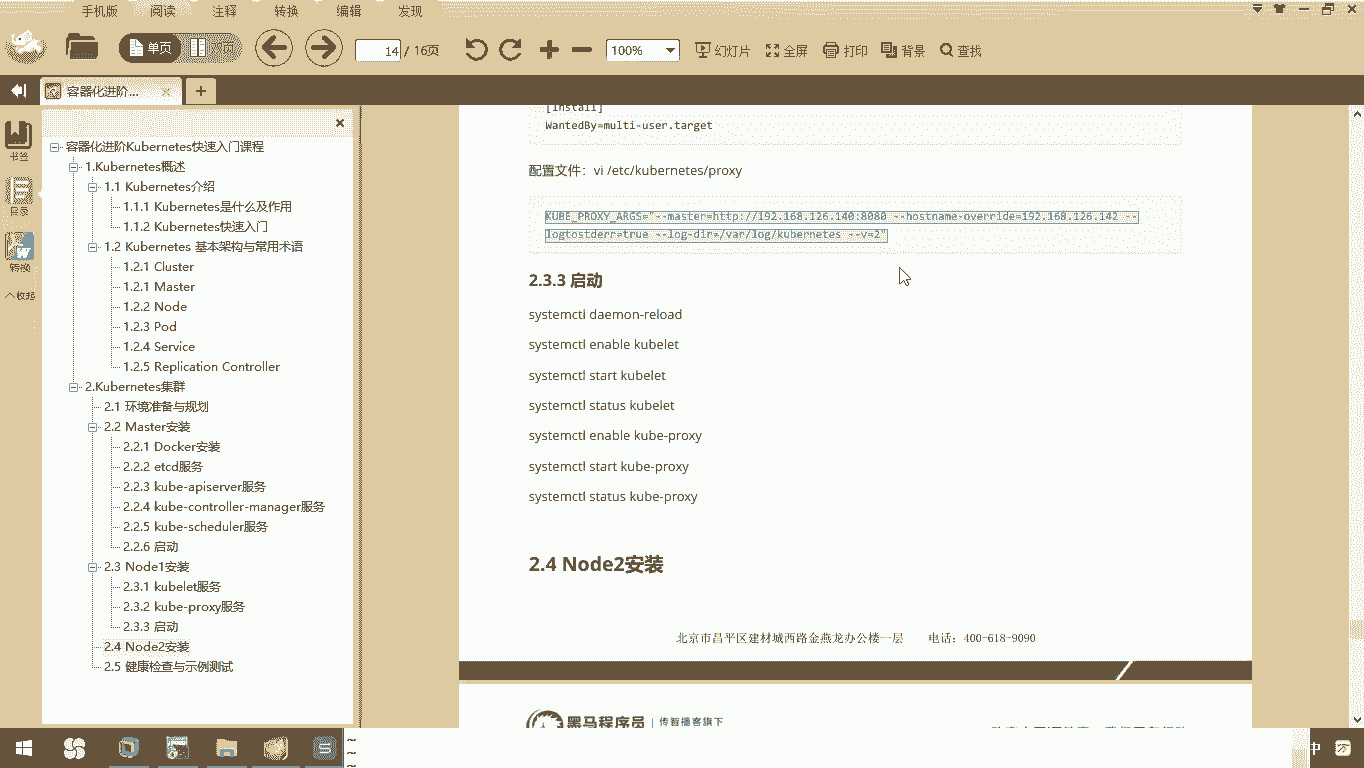 手机版 阅读 注释 转换 编辑 发现
单页
14 / 16页 100% 幻灯片 全屏 打印 背景 查找
容器化进阶...
书签
目录
转换
收起
容器化进阶Kubernetes快速入门课程
1.Kubernetes概述
1.1 Kubernetes介绍
1.1.1 Kubernetes是什么及作用
1.1.2 Kubernetes快速入门
1.2 Kubernetes 基本架构与常用术语
1.2.1 Cluster
1.2.1 Master
1.2.2 Node
1.2.3 Pod
1.2.4 Service
1.2.5 Replication Controller
2.Kubernetes集群
2.1 环境准备与规划
2.2 Master安装
2.2.1 Docker安装
2.2.2 etcd服务
2.2.3 kube-apiserver服务
2.2.4 kube-controller-manager服务
2.2.5 kube-scheduler服务
2.2.6 启动
2.3 Node1安装
2.3.1 kubelet服务
2.3.2 kube-proxy服务
2.3.3 启动
2.4 Node2安装
2.5 健康检查与示例测试
[Install]
WantedBy=multi-user.target
配置文件：vi /etc/kubernetes/proxy
KUBE_PROXY_ARGS="--master=http://192.168.126.140:8080 --hostname-override=192.168.126.142 --
logtostderr=true --log-dir=/var/log/kubernetes --v=2"
2.3.3 启动
systemctl daemon-reload
systemctl enable kubelet
systemctl start kubelet
systemctl status kubelet
systemctl enable kube-proxy
systemctl start kube-proxy
systemctl status kube-proxy
2.4 Node2安装
北京市昌平区建材城西路金燕龙办公楼一层 电话：400-618-9090
黑马程序员 | 传智播客旗下
中